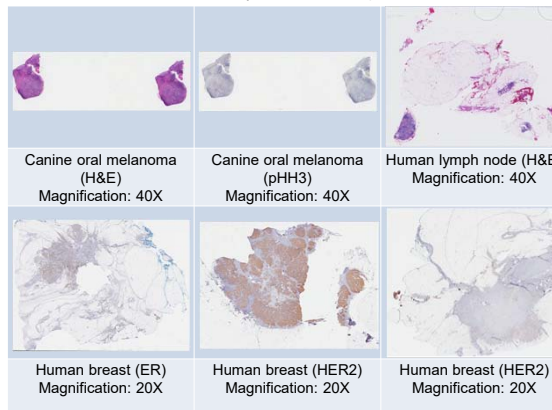 Canine oral melanoma
(H&E)
Magnification: 40X
Canine oral melanoma
(pHH3)
Magnification: 40X
Human lymph node (H&E
Magnification: 40X
Human breast (ER)
Magnification: 20X
Human breast (HER2)
Magnification: 20X
Human breast (HER2)
Magnification: 20X